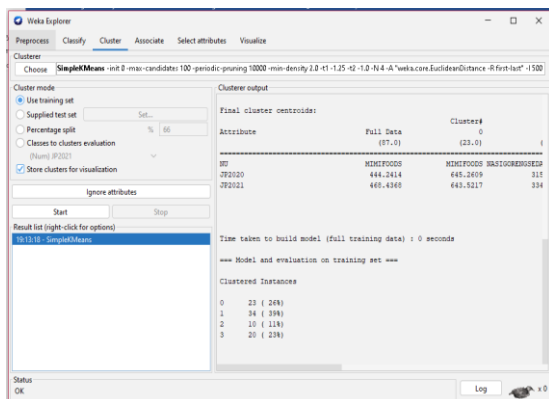 Weka Explorer
Preprocess Classify Cluster Associate Select attributes Visualize
Clusterer
Choose SimpleKMeans -init 0 -max-candidates 100 -periodic-pruning 10000 -min-density 2.0 -t1 -1.25 -t2 -1.0 -N 4 -A "weka.core.EuclideanDistance -R first-last" -I 500
Cluster mode
Use training set
Supplied test set Set...
Percentage split % 66
Classes to clusters evaluation
(Num) JP2021
Store clusters for visualization
Ignore attributes
Start Stop
Result list (right-click for options)
19:13:18 - SimpleKMeans
Clusterer output
Final cluster centroids:
Cluster#
Attribute Full Data 0
(87.0) (23.0) (
NU MIMIFOODS MIMIFOODS NASIGORENGSEDA
JP2020 444.2414 645.2609 315
JP2021 468.4368 643.5217 334
Time taken to build model (full training data) : 0 seconds
=== Model and evaluation on training set ===
Clustered Instances
0 23 ( 26%)
1 34 ( 39%)
2 10 ( 11%)
3 20 ( 23%)
Status
OK
Log x 0